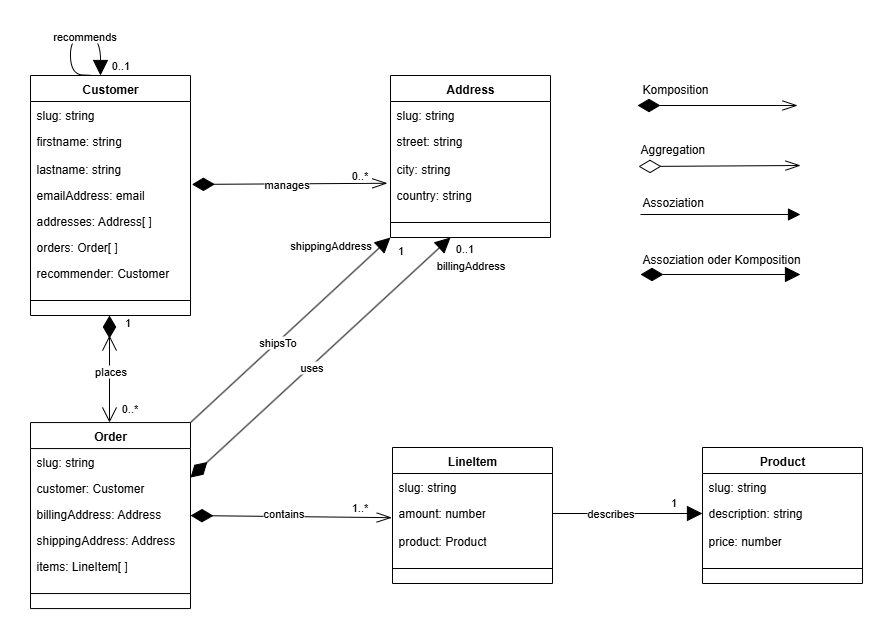 recommends
0..1
Customer
slug: string
firstname: string
lastname: string
emailAddress: email
addresses: Address[ ]
orders: Order[ ]
recommender: Customer
manages
0..*
Address
slug: string
street: string
city: string
country: string
Komposition
Aggregation
Assoziation
Assoziation oder Komposition
shippingAddress
1
0..1
billingAddress
1
places
0..*
shipsTo
uses
Order
slug: string
customer: Customer
billingAddress: Address
shippingAddress: Address
items: LineItem[ ]
contains
1..*
LineItem
slug: string
amount: number
product: Product
describes
1
Product
slug: string
description: string
price: number